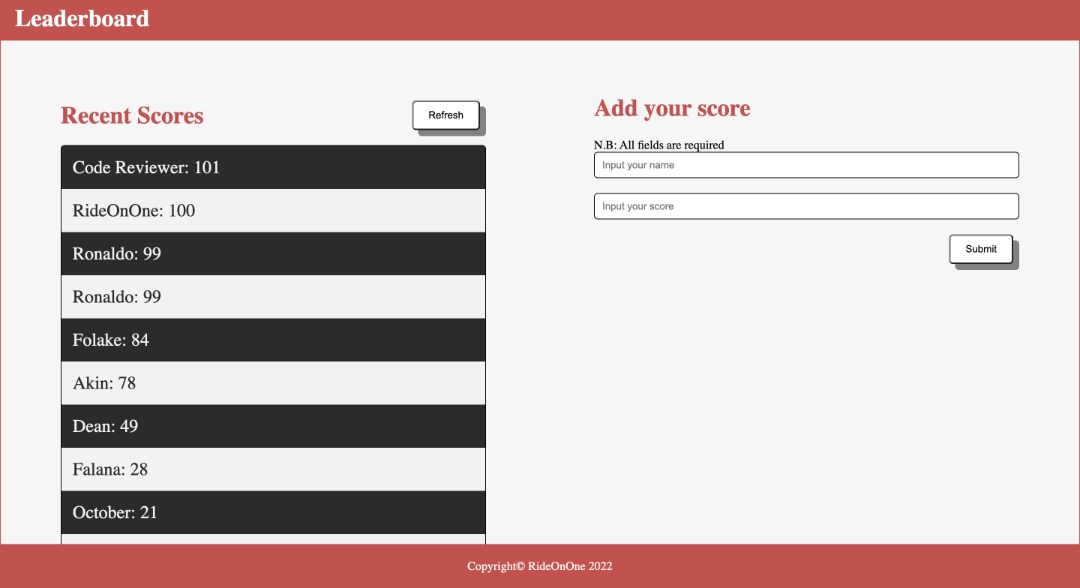 Leaderboard
Recent Scores
Refresh
Code Reviewer: 101
RideOnOne: 100
Ronaldo: 99
Ronaldo: 99
Folake: 84
Akin: 78
Dean: 49
Falana: 28
October: 21
Add your score
N.B: All fields are required
Input your name
Input your score
Submit
Copyright© RideOnOne 2022